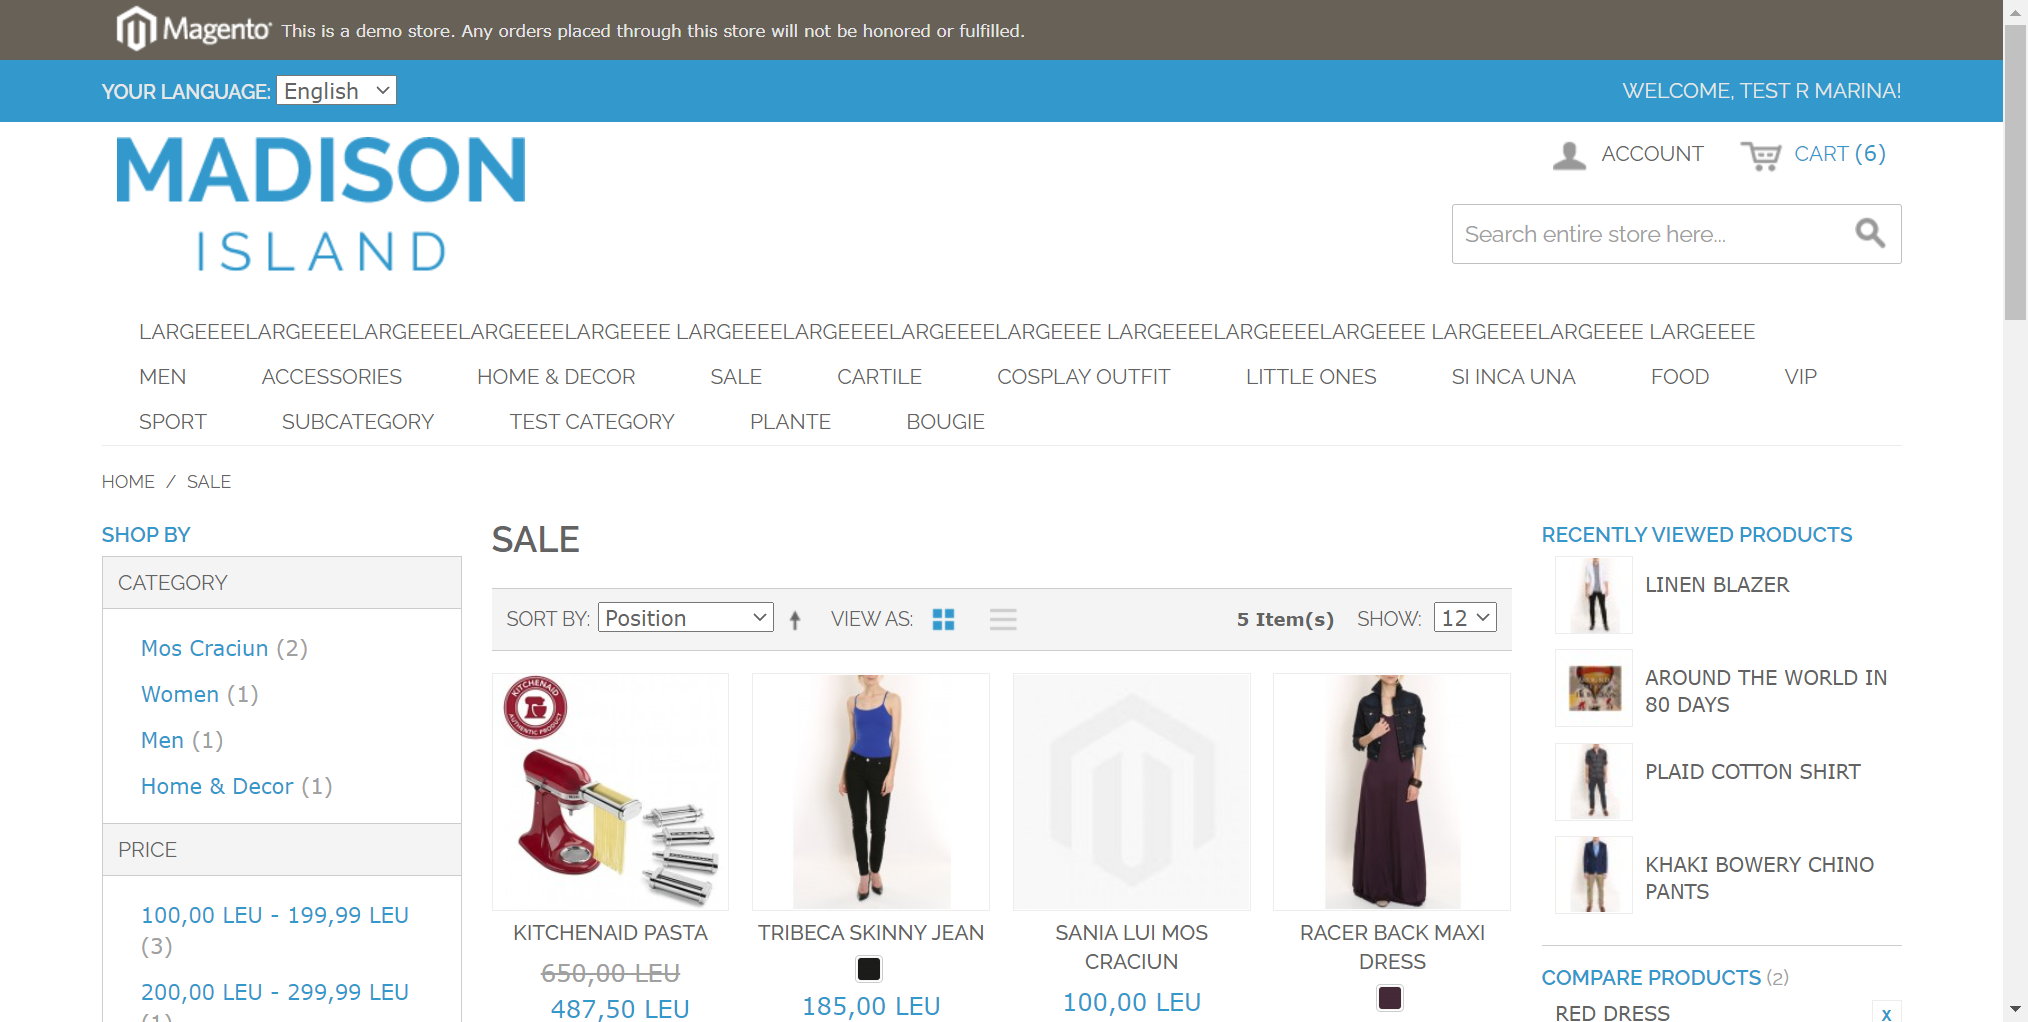 Magento® This is a demo store. Any orders placed through this store will not be honored or fulfilled.
YOUR LANGUAGE: English
WELCOME, TEST R MARINA!
MADISON
ISLAND
ACCOUNT
CART (6)
Search entire store here...
LARGEEEELARGEEEELARGEEEELARGEEEELARGEEEE LARGEEEELARGEEEELARGEEEELARGEEEE LARGEEEELARGEEEELARGEEEE LARGEEEELARGEEEE LARGEEEE
MEN ACCESSORIES HOME & DECOR SALE CARTILE COSPLAY OUTFIT LITTLE ONES SI INCA UNA FOOD VIP
SPORT SUBCATEGORY TEST CATEGORY PLANTE BOUGIE
HOME / SALE
SHOP BY
CATEGORY
Mos Craciun (2)
Women (1)
Men (1)
Home & Decor (1)
PRICE
100,00 LEU - 199,99 LEU
(3)
200,00 LEU - 299,99 LEU
(1)
SALE
SORT BY: Position VIEW AS: 5 Item(s) SHOW: 12
KITCHENAID
AUTHENTIC PRODUCT
KITCHENAID PASTA
650,00 LEU
487,50 LEU
TRIBECA SKINNY JEAN
185,00 LEU
SANIA LUI MOS
CRACIUN
100,00 LEU
RACER BACK MAXI
DRESS
RECENTLY VIEWED PRODUCTS
LINEN BLAZER
AROUND THE WORLD IN
80 DAYS
PLAID COTTON SHIRT
KHAKI BOWERY CHINO
PANTS
COMPARE PRODUCTS (2)
RED DRESS
x